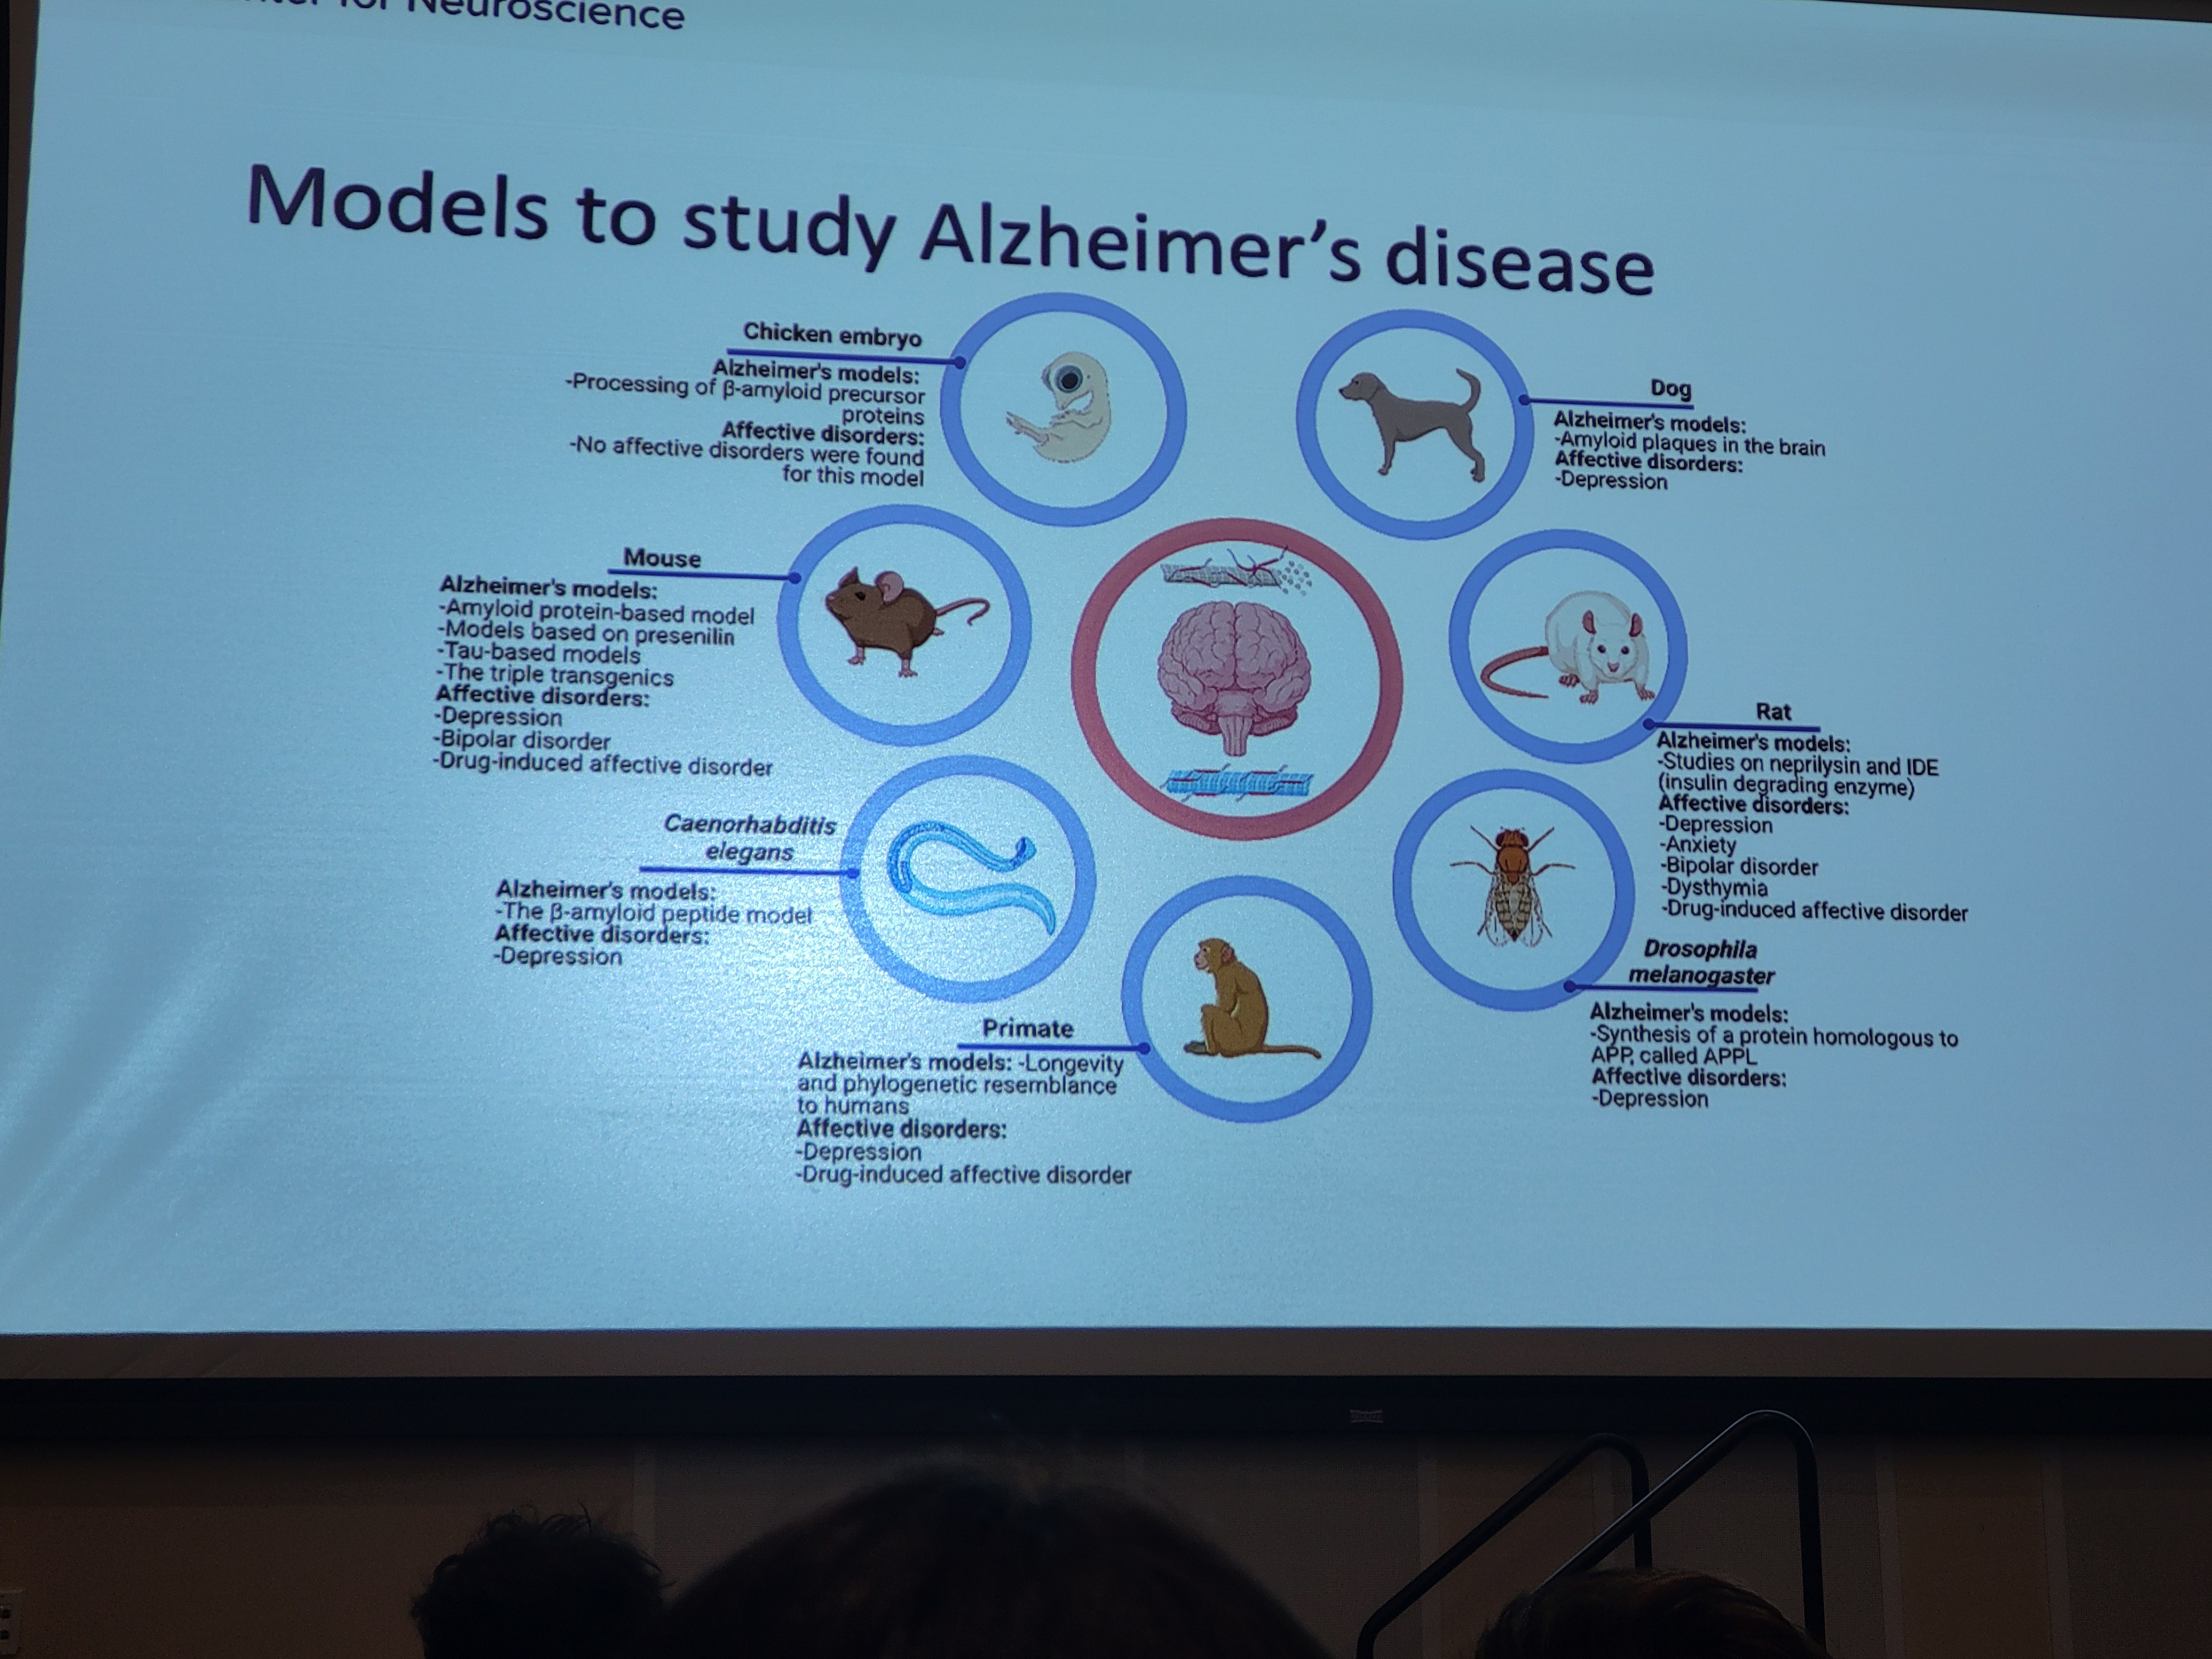 for Neuroscience
Models to study Alzheimer's disease
Chicken embryo
Alzheimer's models:
-Processing of β-amyloid precursor
proteins
Affective disorders:
-No affective disorders were found
for this model
Dog
Alzheimer's models:
-Amyloid plaques in the brain
Affective disorders:
-Depression
Mouse
Alzheimer's models:
-Amyloid protein-based model
-Models based on presenilin
-Tau-based models
-The triple transgenics
Affective disorders:
-Depression
-Bipolar disorder
-Drug-induced affective disorder
Rat
Alzheimer's models:
-Studies on neprilysin and IDE
(insulin degrading enzyme)
Affective disorders:
-Depression
-Anxiety
-Bipolar disorder
-Dysthymia
-Drug-induced affective disorder
Caenorhabditis
elegans
Alzheimer's models:
-The β-amyloid peptide model
Affective disorders:
-Depression
Drosophila
melanogaster
Alzheimer's models:
-Synthesis of a protein homologous to
APP, called APPL
Affective disorders:
-Depression
Primate
Alzheimer's models: -Longevity
and phylogenetic resemblance
to humans
Affective disorders:
-Depression
-Drug-induced affective disorder